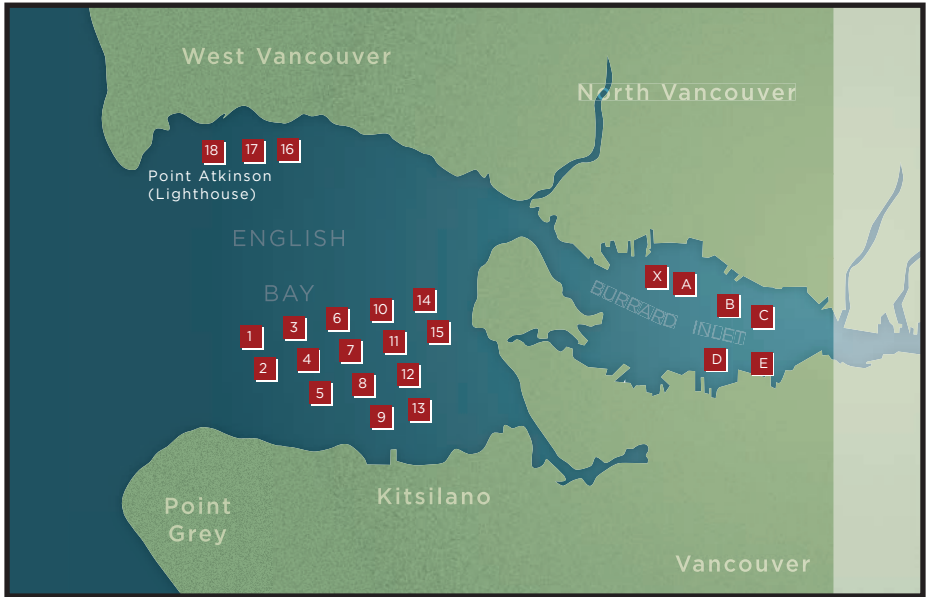 West Vancouver
North Vancouver
18 17 16
Point Atkinson
(Lighthouse)
ENGLISH
BAY
X A
B
C
BURRARD INLET
D E
14
10
6
3
1
15
11
7
4
2
12
8
5
13
9
Kitsilano
Point
Grey
Vancouver